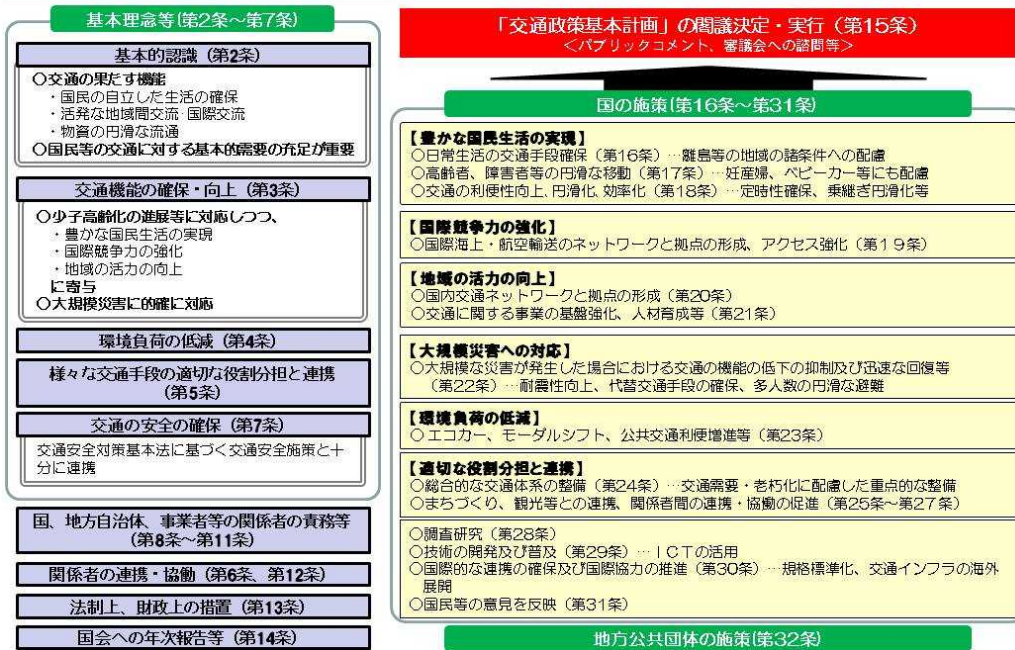 基本理念等(第2条～第7条)
基本的認識（第2条）
○交通の果たす機能
・国民の自立した生活の確保
・活発な地域間交流・国際交流
・物資の円滑な流通
○国民等の交通に対する基本的需要の充足が重要
交通機能の確保・向上（第3条）
○少子高齢化の進展等に対応しつつ、
・豊かな国民生活の実現
・国際競争力の強化
・地域の活力の向上
に寄与
○大規模災害に的確に対応
環境負荷の低減（第4条）
様々な交通手段の適切な役割分担と連携
（第5条）
交通の安全の確保（第7条）
交通安全対策基本法に基づく交通安全施策と十
分に連携
国、地方自治体、事業者等の関係者の責務等
（第8条～第11条）
関係者の連携・協働（第6条、第12条）
法制上、財政上の措置（第13条）
国会への年次報告等（第14条）
「交通政策基本計画」の閣議決定・実行（第15条）
＜パブリックコメント、審議会への諮問等＞
国の施策(第16条～第31条)
【豊かな国民生活の実現】
○日常生活の交通手段確保（第16条）…離島等の地域の諸条件への配慮
○高齢者、障害者等の円滑な移動（第17条）…妊産婦、ベビーカー等にも配慮
○交通の利便性向上、円滑化、効率化（第18条）…定時性確保、乗継ぎ円滑化等
【国際競争力の強化】
○国際海上・航空輸送のネットワークと拠点の形成、アクセス強化（第１９条）
【地域の活力の向上】
○国内交通ネットワークと拠点の形成（第20条）
○交通に関する事業の基盤強化、人材育成等（第21条）
【大規模災害への対応】
○大規模な災害が発生した場合における交通の機能の低下の抑制及び迅速な回復等
（第22条）…耐震性向上、代替交通手段の確保、多人数の円滑な避難
【環境負荷の低減】
○エコカー、モーダルシフト、公共交通利便増進等（第23条）
【適切な役割分担と連携】
○総合的な交通体系の整備（第24条）…交通需要・老朽化に配慮した重点的な整備
○まちづくり、観光等との連携、関係者間の連携・協働の促進（第25条～第27条）
○調査研究（第28条）
○技術の開発及び普及（第29条）…ＩＣＴの活用
○国際的な連携の確保及び国際協力の推進（第30条）…規格標準化、交通インフラの海外
展開
○国民等の意見を反映（第31条）
地方公共団体の施策(第32条)